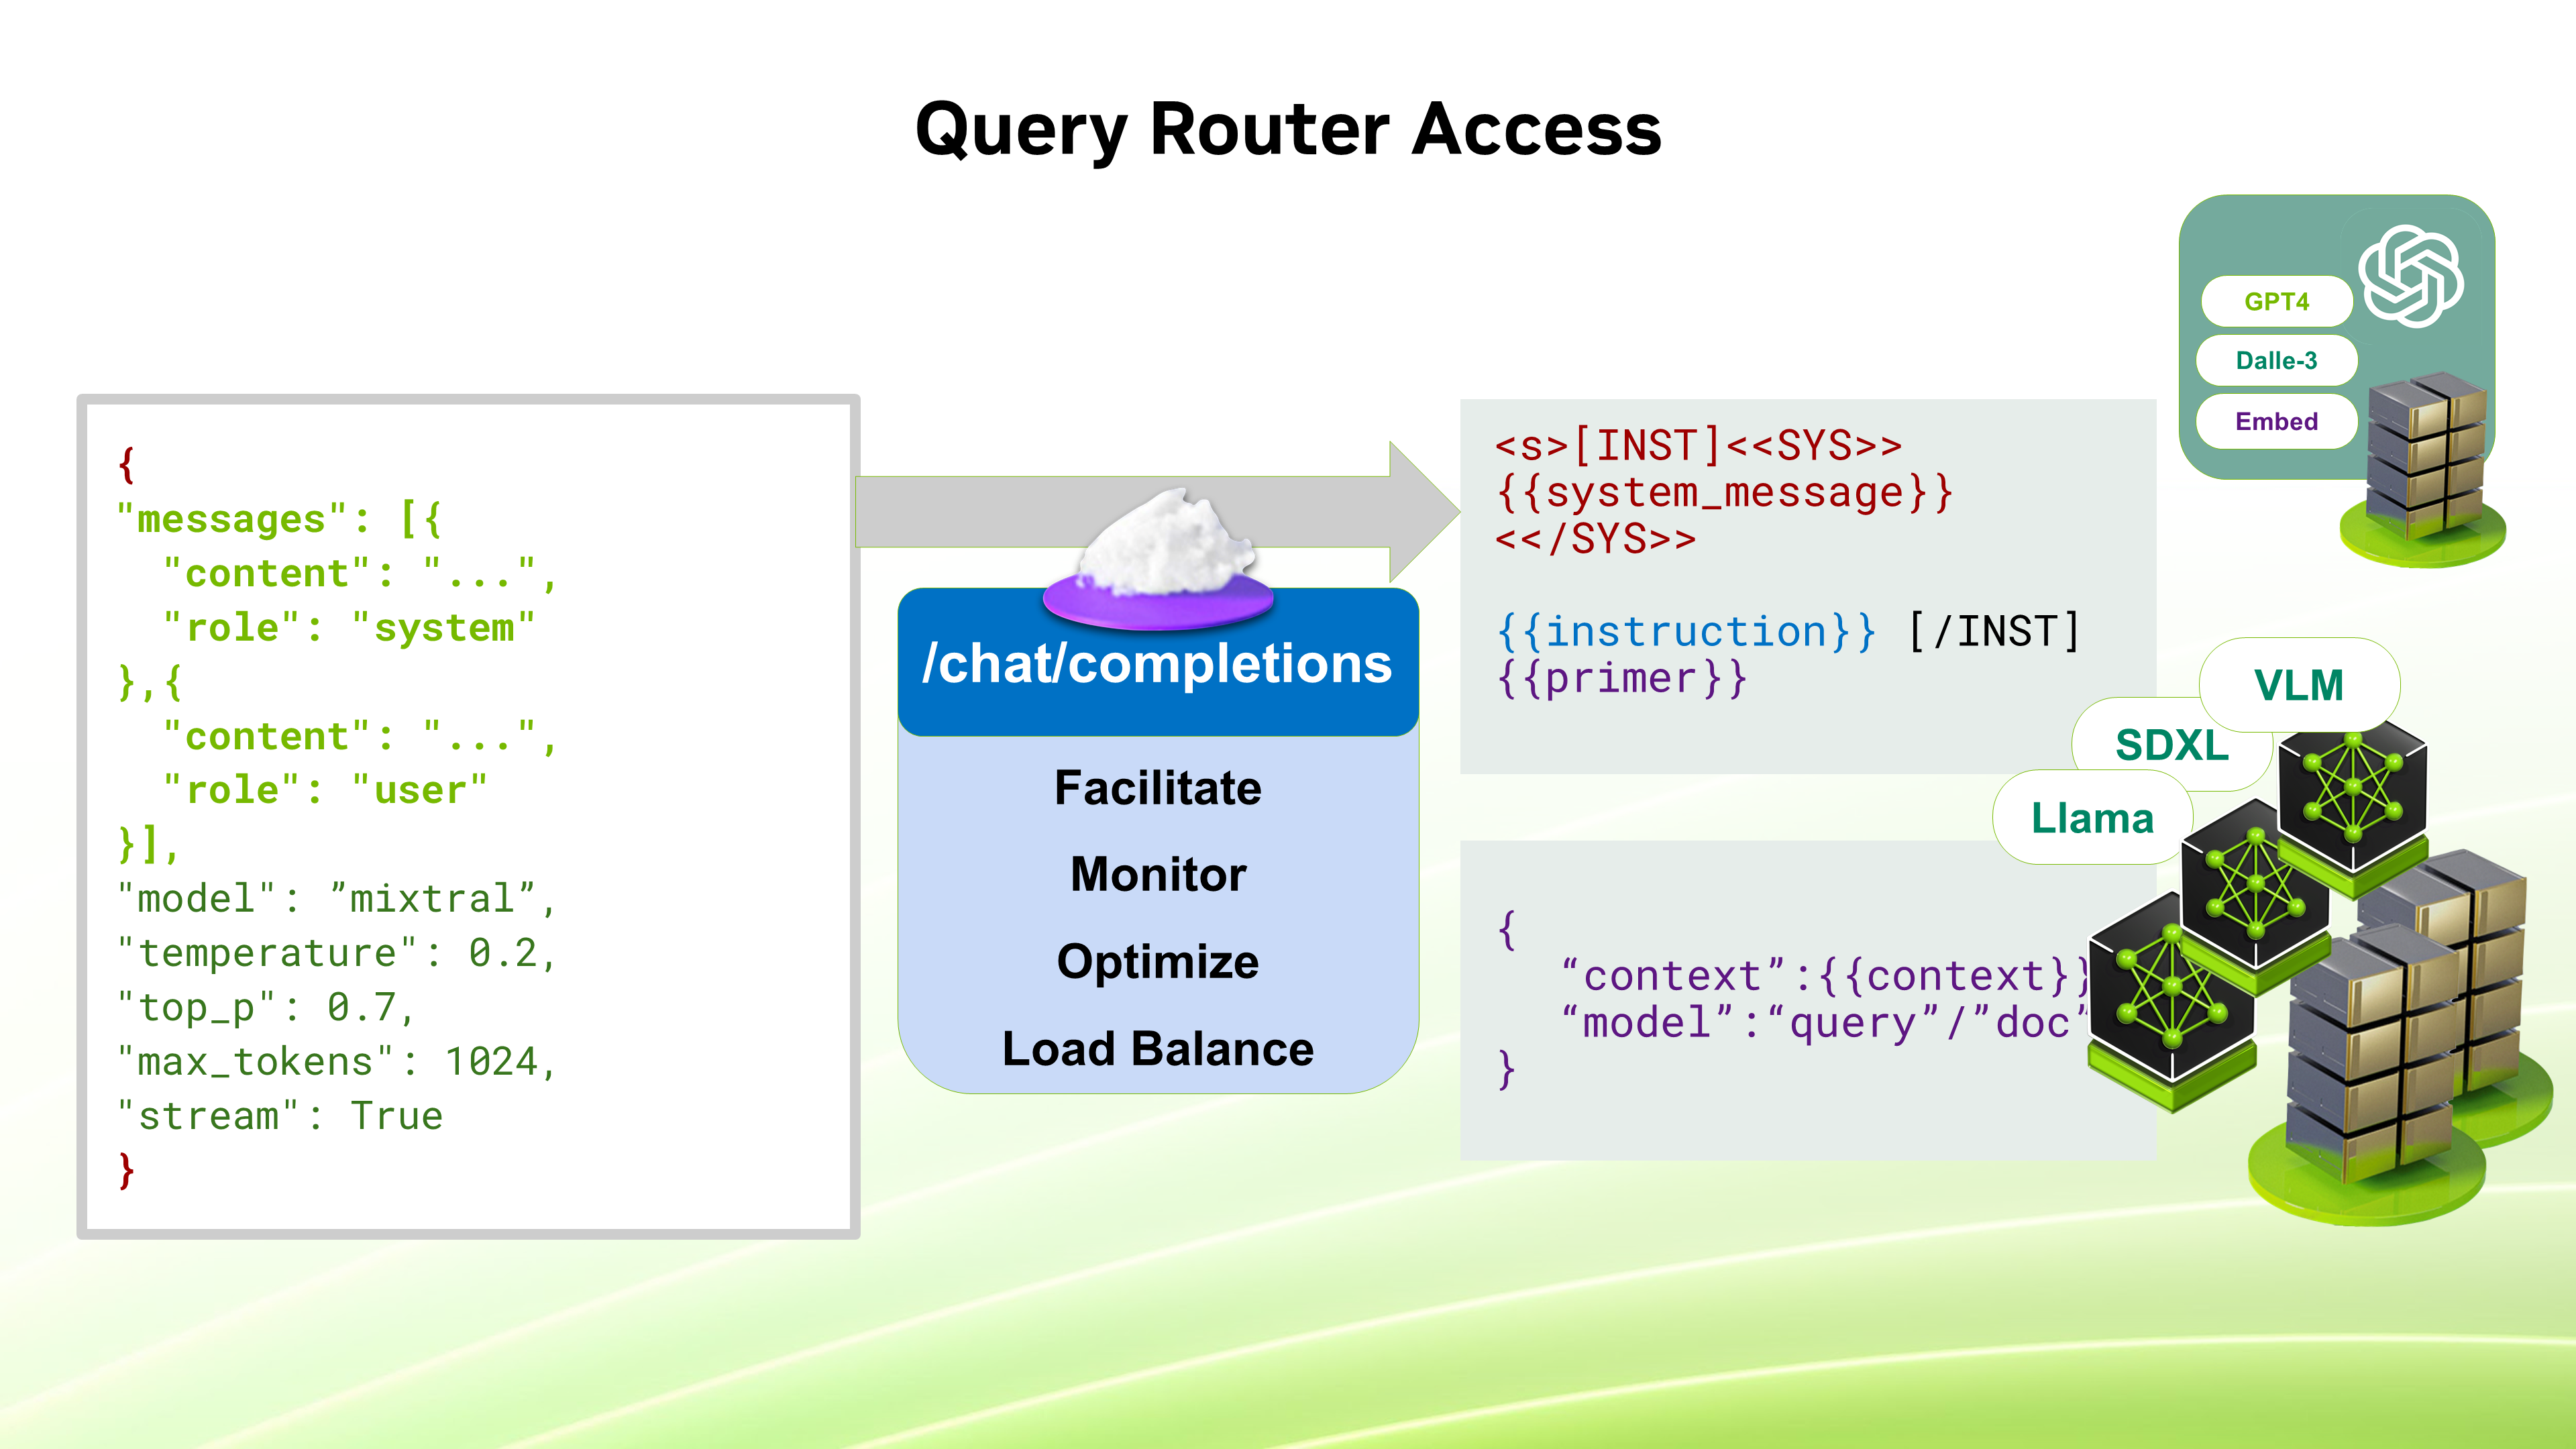 Query Router Access
{
"messages": [{
"content": "...",
"role": "system"
},{
"content": "...",
"role": "user"
}],
"model": ”mixtral”,
"temperature": 0.2,
"top_p": 0.7,
"max_tokens": 1024,
"stream": True
}
/chat/completions
Facilitate
Monitor
Optimize
Load Balance
<s>[INST]<<SYS>>
{{system_message}}
<</SYS>>
{{instruction}} [/INST]
{{primer}}
{
“context”:{{context}}
“model”:“query”/”doc”
}
GPT4
Dalle-3
Embed
VLM
SDXL
Llama